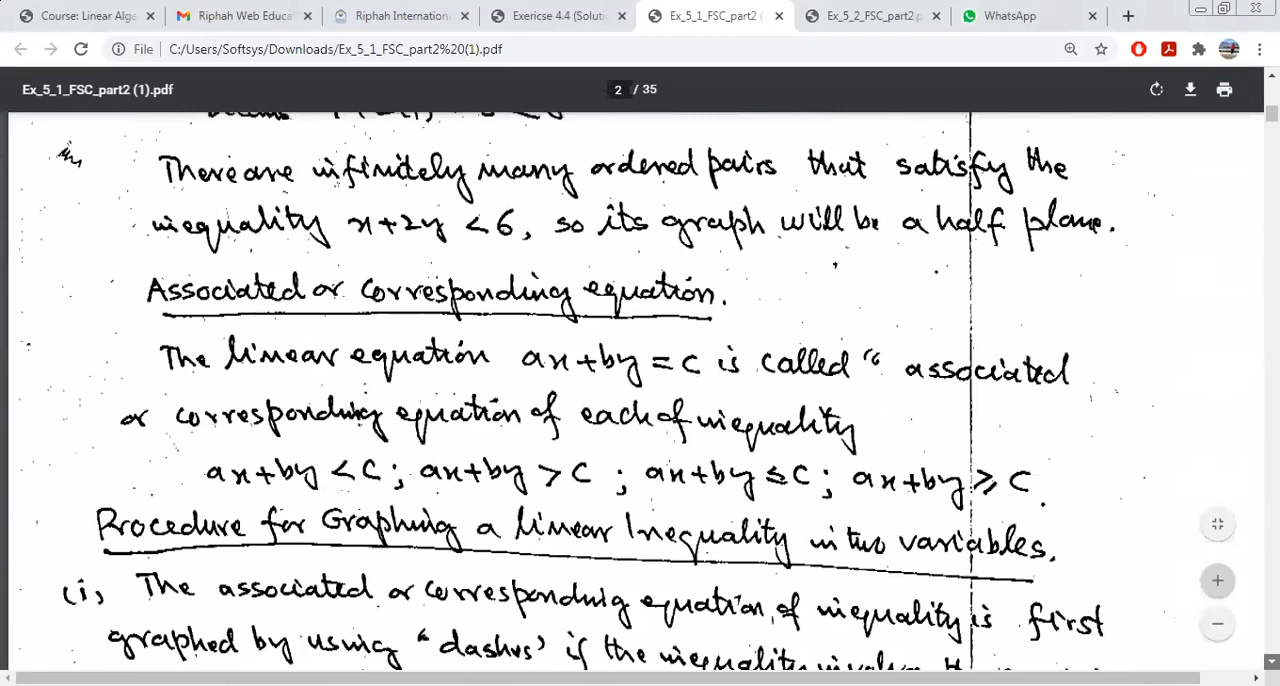 Course: Linear Alge
Riphah Web Educa
Riphah Internation
Exericse 4.4 (Soluti
Ex_5_1_FSC_part2 (
Ex_5_2_FSC_part2.p
WhatsApp
File C:/Users/Softsys/Downloads/Ex_5_1_FSC_part2%20(1).pdf
Ex_5_1_FSC_part2 (1).pdf 2 / 35
There are infinitely many ordered pairs that satisfy the
inequality x+2y <6, so its graph will be a half plane.
Associated or corresponding equation.
The linear equation ax+by = c is called “ associated
or corresponding equation of each of inequality
ax+by < c; ax+by > c ; ax+by ≤ c; ax+by ⩾ c.
Procedure for Graphing a linear Inequality in two variables.
(i, The associated or corresponding equation, of inequality is first
graphed by using “dashes’ if the inequality involve